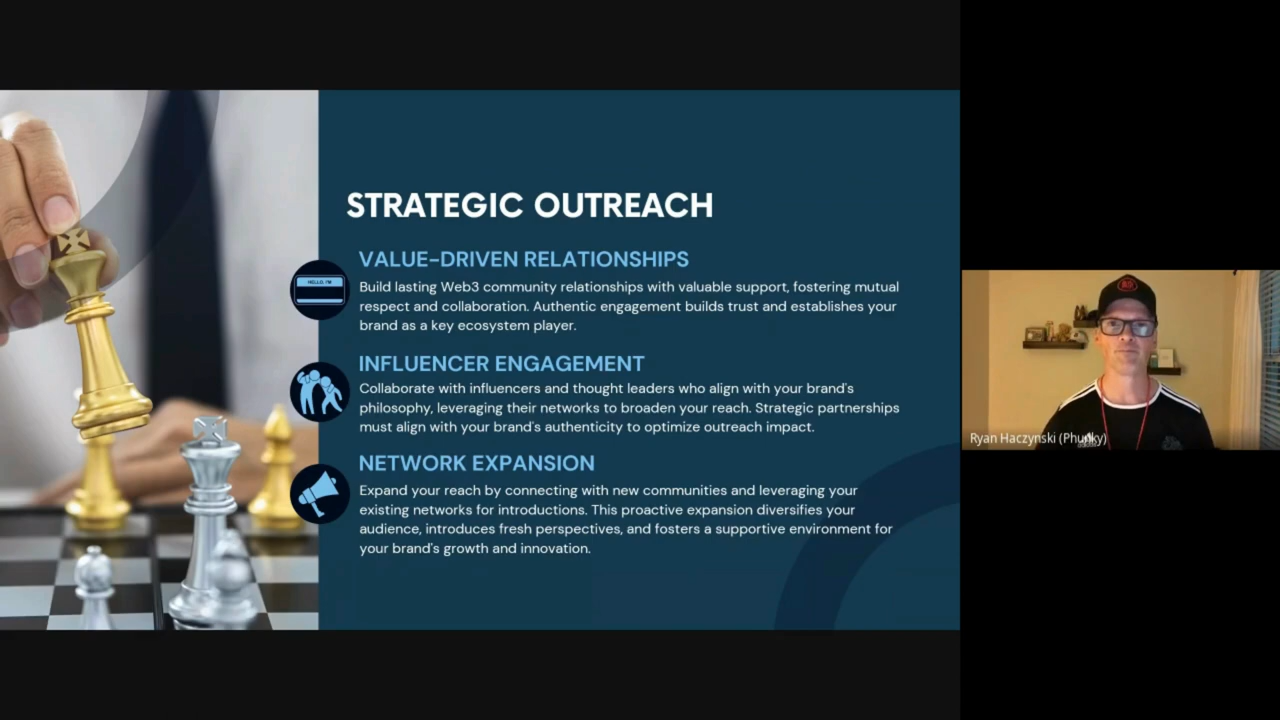 STRATEGIC OUTREACH
VALUE-DRIVEN RELATIONSHIPS
HELLO, I'M
Build lasting Web3 community relationships with valuable support, fostering mutual
respect and collaboration. Authentic engagement builds trust and establishes your
brand as a key ecosystem player.
INFLUENCER ENGAGEMENT
Collaborate with influencers and thought leaders who align with your brand's
philosophy, leveraging their networks to broaden your reach. Strategic partnerships
must align with your brand's authenticity to optimize outreach impact.
NETWORK EXPANSION
Expand your reach by connecting with new communities and leveraging your
existing networks for introductions. This proactive expansion diversifies your
audience, introduces fresh perspectives, and fosters a supportive environment for
your brand's growth and innovation.
Ryan Haczynski (Phunky)